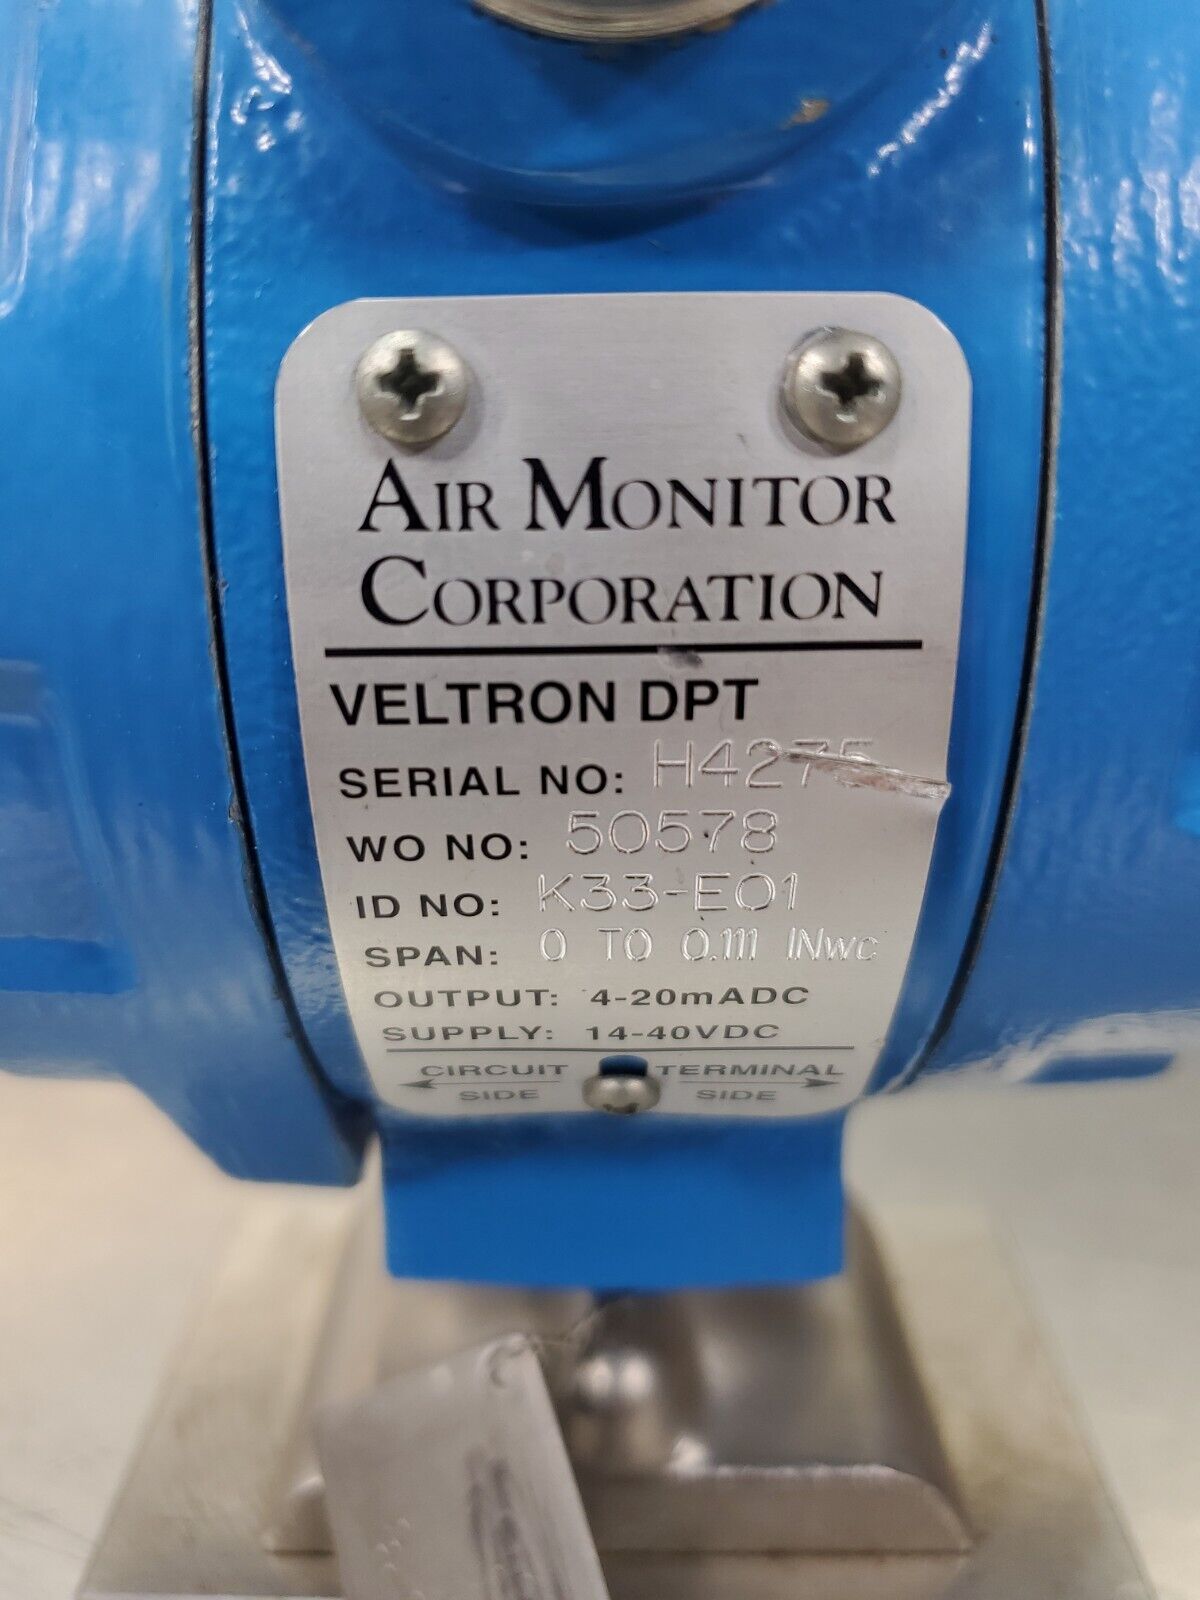 AIR MONITOR
CORPORATION
VELTRON DPT
SERIAL NO: H4275
WO NO: 50578
ID NO: K33-E01
SPAN: 0 TO 0.111 INwc
OUTPUT: 4-20mADC
SUPPLY: 14-40VDC
CIRCUIT SIDE
TERMINAL SIDE